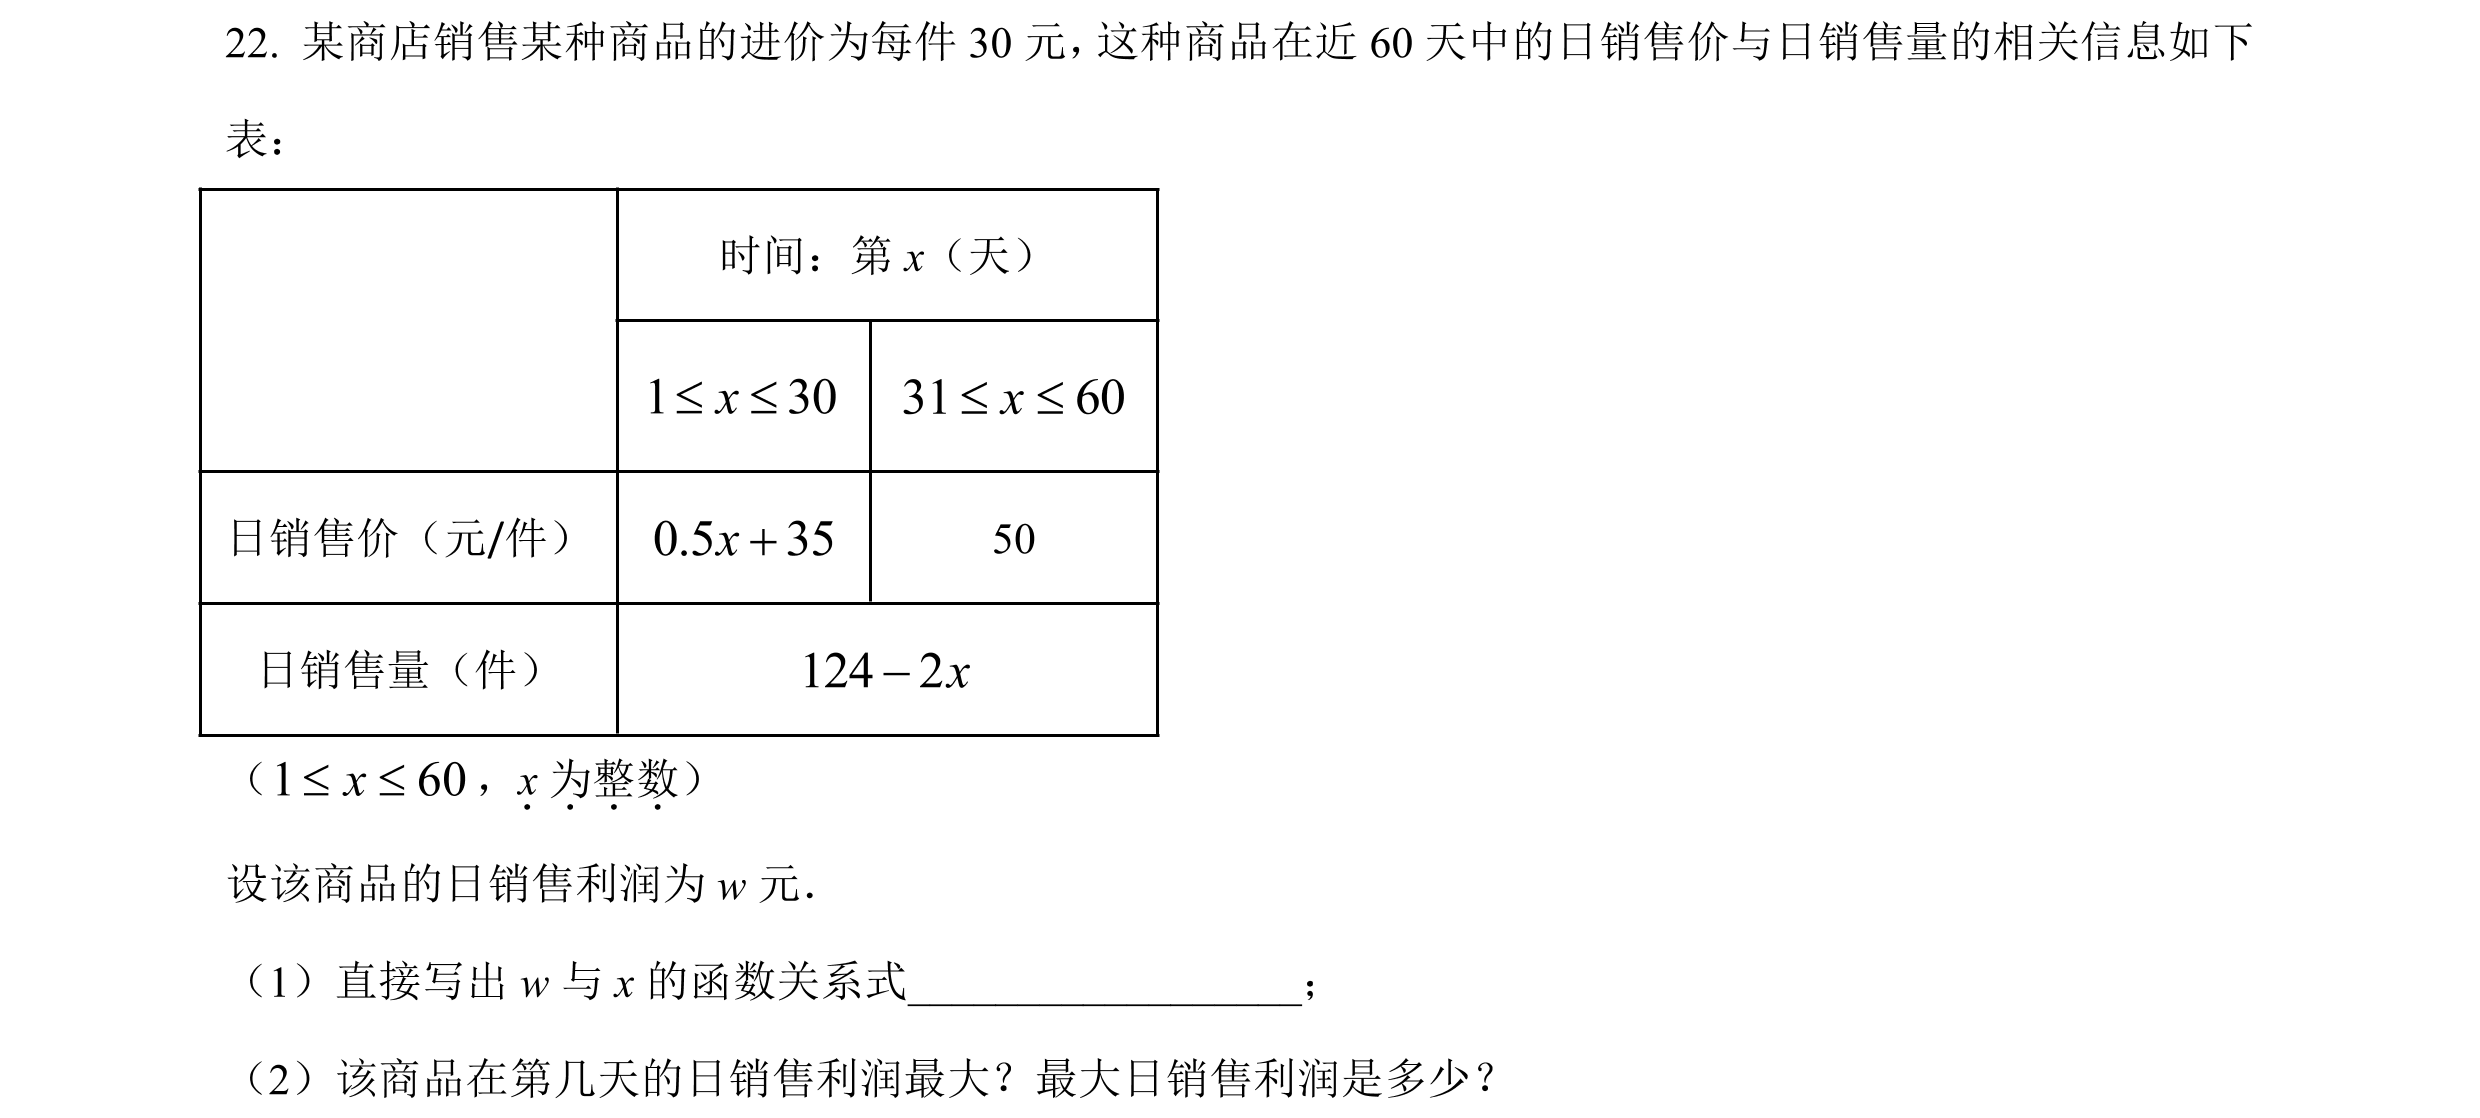 22. 某商店销售某种商品的进价为每件 30 元，这种商品在近 60 天中的日销售价与日销售量的相关信息如下
表：
时间：第 x（天）
1≤x≤30 31≤x≤60
日销售价（元/件） 0.5x+35 50
日销售量（件） 124−2x
（1≤x≤60，x 为整数）
设该商品的日销售利润为 w 元．
（1）直接写出 w 与 x 的函数关系式__________________；
（2）该商品在第几天的日销售利润最大？最大日销售利润是多少？